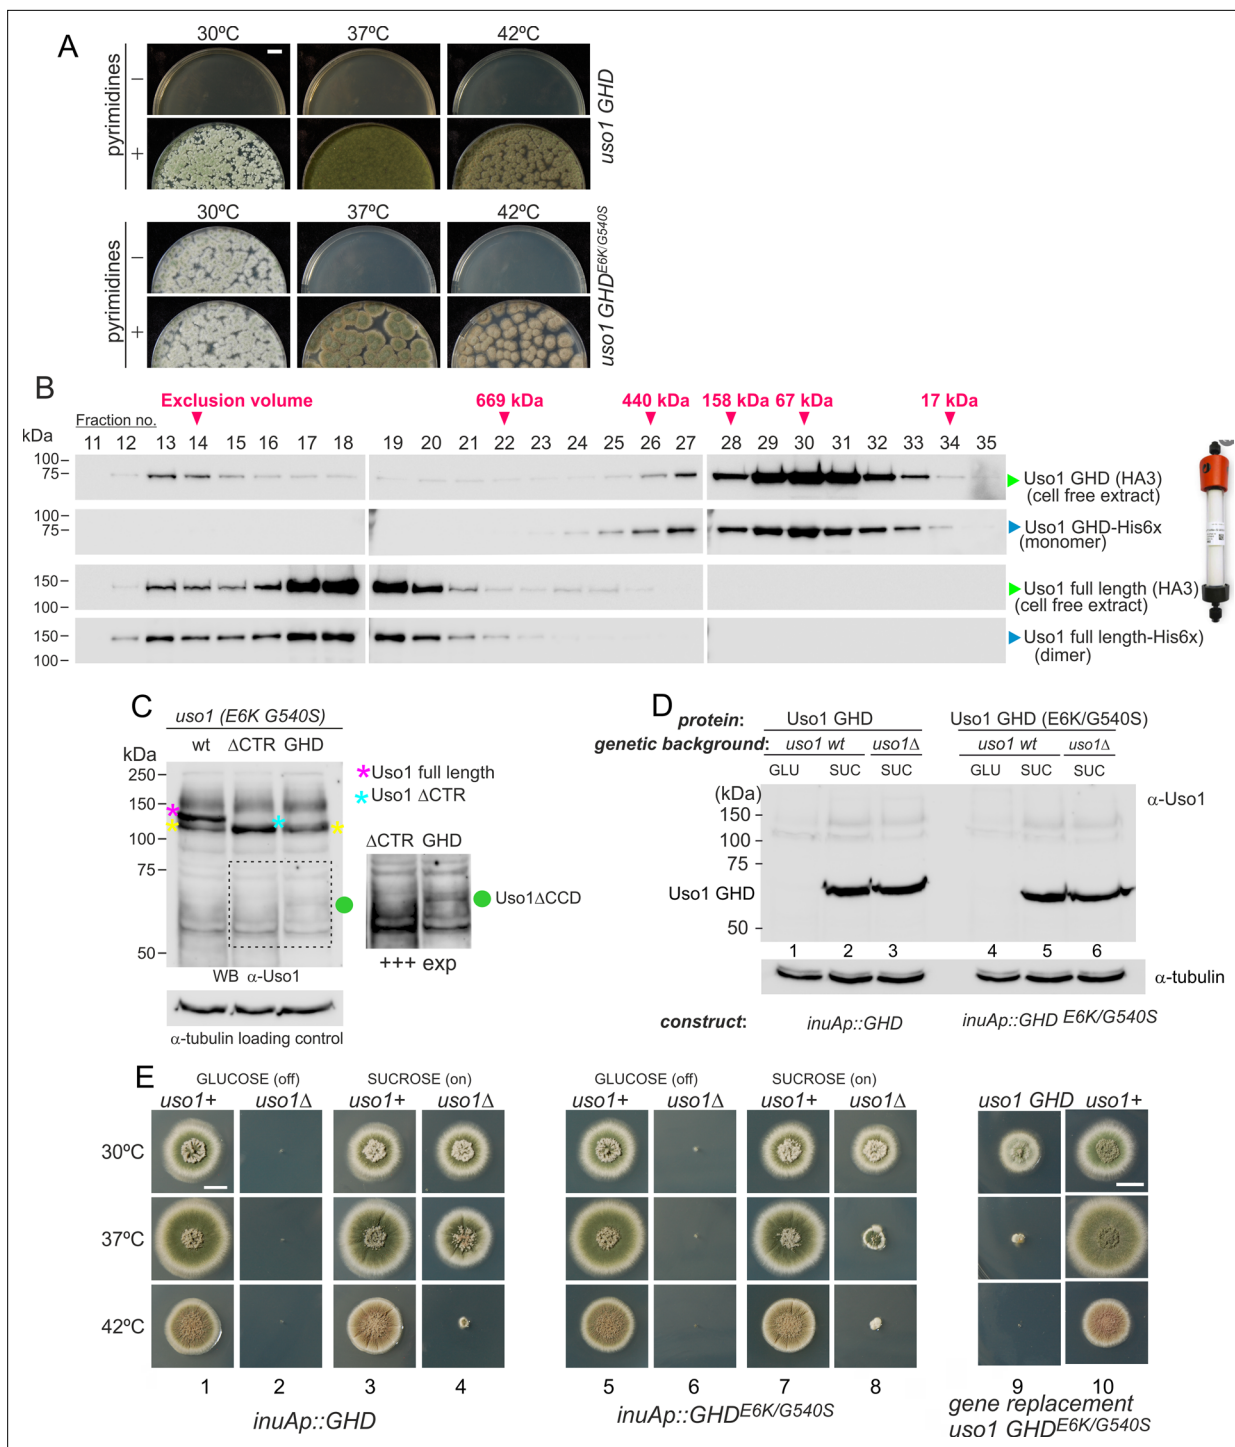 A
30ºC 37ºC 42ºC
pyrimidines
−
+
uso1 GHD
30ºC 37ºC 42ºC
pyrimidines
−
+
uso1 GHD^E6K/G540S
B
Exclusion volume 669 kDa 440 kDa 158 kDa 67 kDa 17 kDa
Fraction no.
kDa 11 12 13 14 15 16 17 18 19 20 21 22 23 24 25 26 27 28 29 30 31 32 33 34 35
100
75
Uso1 GHD (HA3)
(cell free extract)
100
75
Uso1 GHD-His6x
(monomer)
150
100
Uso1 full length (HA3)
(cell free extract)
150
100
Uso1 full length-His6x)
(dimer)
C
uso1 (E6K G540S)
wt ΔCTR GHD
kDa
250
150
100
75
50
* Uso1 full length
* Uso1 ΔCTR
ΔCTR GHD
Uso1ΔCCD
+++ exp
WB α-Uso1
α-tubulin loading control
D
protein: Uso1 GHD Uso1 GHD (E6K/G540S)
genetic background: uso1 wt uso1Δ uso1 wt uso1Δ
GLU SUC SUC GLU SUC SUC
(kDa)
150
100
75
50
α-Uso1
Uso1 GHD
1 2 3 4 5 6
α-tubulin
construct: inuAp::GHD inuAp::GHD E6K/G540S
E
GLUCOSE (off) SUCROSE (on) GLUCOSE (off) SUCROSE (on)
uso1+ uso1Δ uso1+ uso1Δ uso1+ uso1Δ uso1+ uso1Δ uso1 GHD uso1+
30ºC
37ºC
42ºC
1 2 3 4 5 6 7 8 9 10
inuAp::GHD inuAp::GHD^E6K/G540S gene replacement
uso1 GHD^E6K/G540S